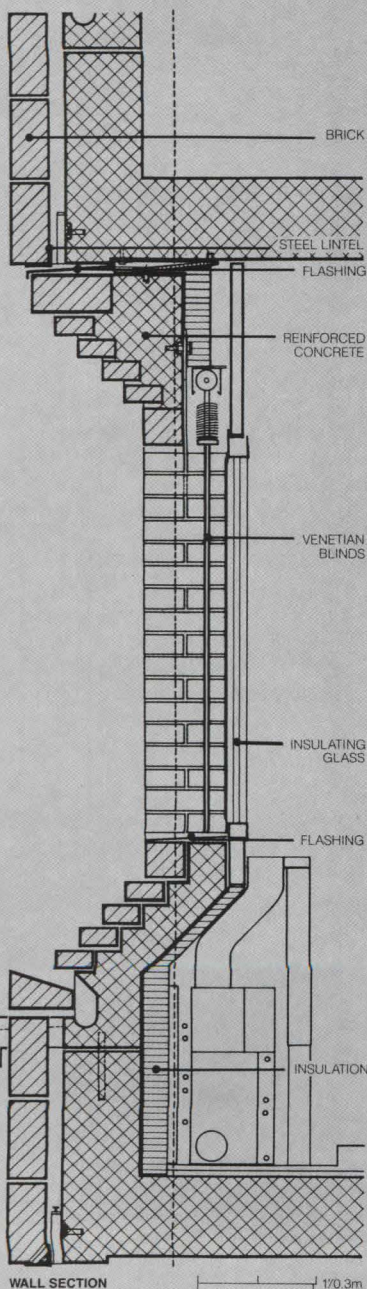 BRICK
STEEL LINTEL
FLASHING
REINFORCED
CONCRETE
VENETIAN
BLINDS
INSULATING
GLASS
FLASHING
INSULATION
WALL SECTION
1'/0.3m